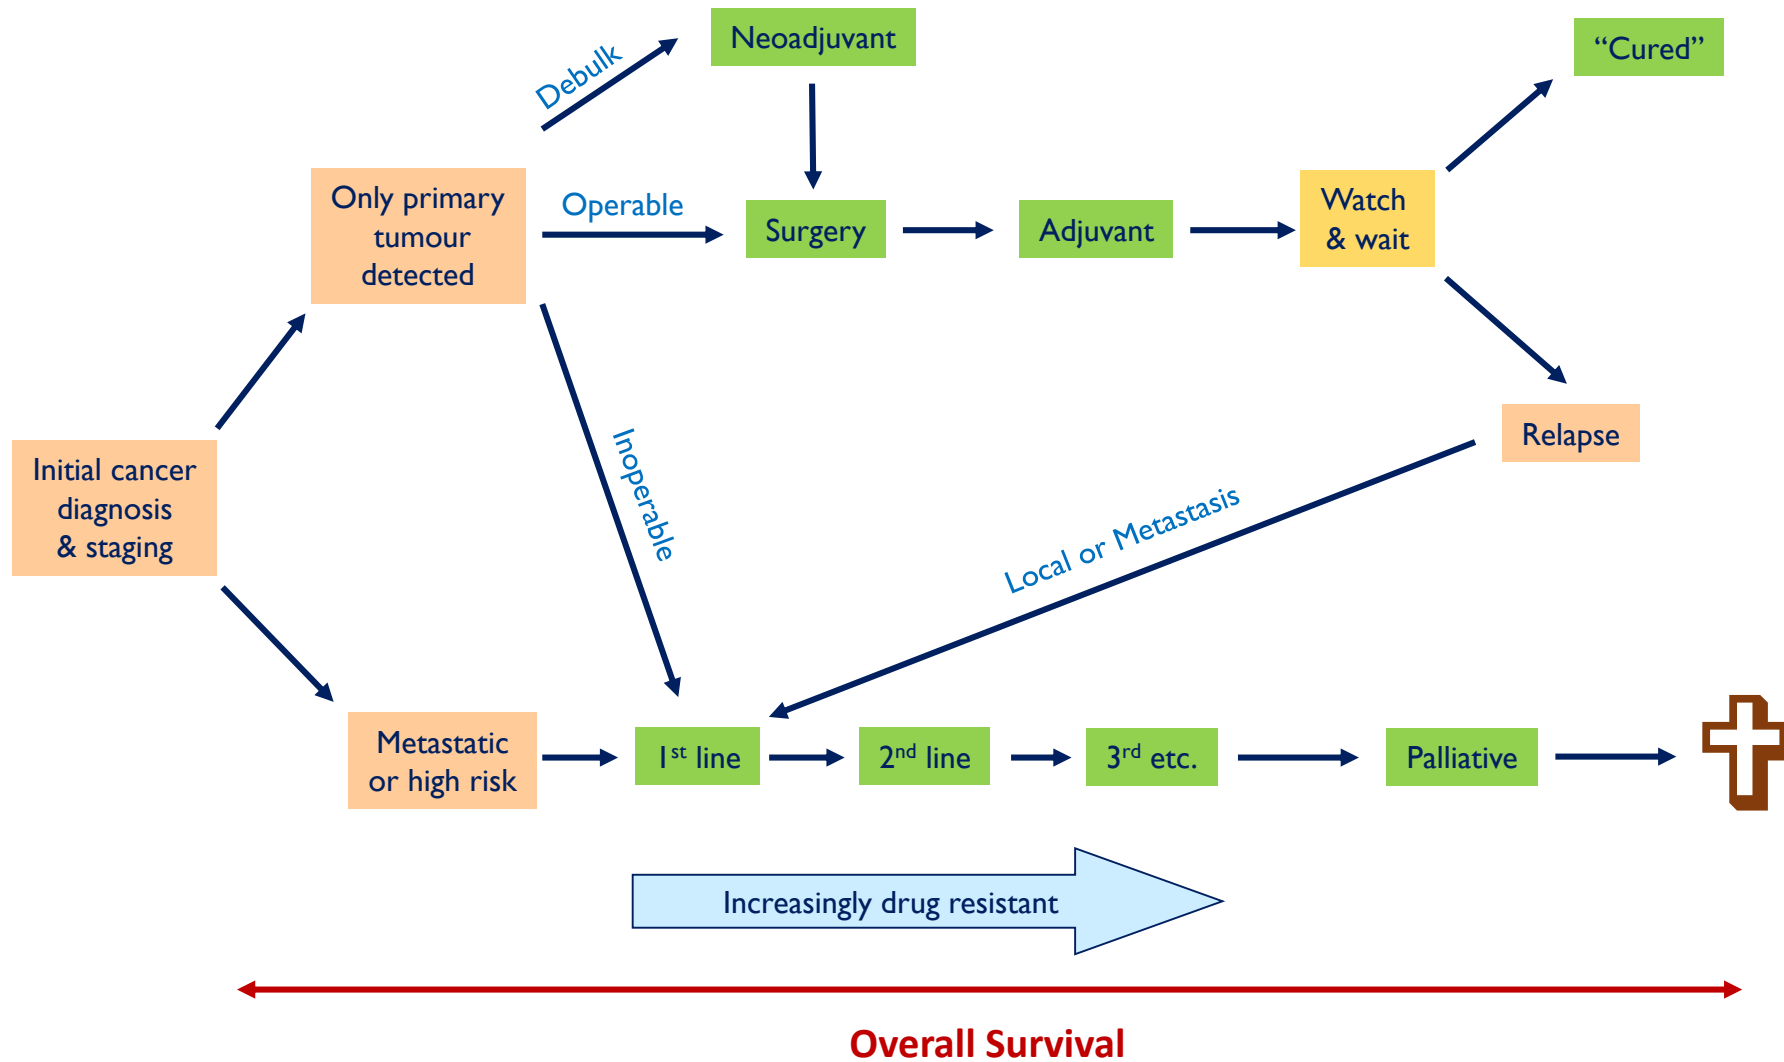 Neoadjuvant
“Cured”
Debulk
Only primary
tumour
detected
Operable
Surgery
Adjuvant
Watch
& wait
Relapse
Inoperable
Local or Metastasis
Initial cancer
diagnosis
& staging
Metastatic
or high risk
1st line
2nd line
3rd etc.
Palliative
Increasingly drug resistant
Overall Survival